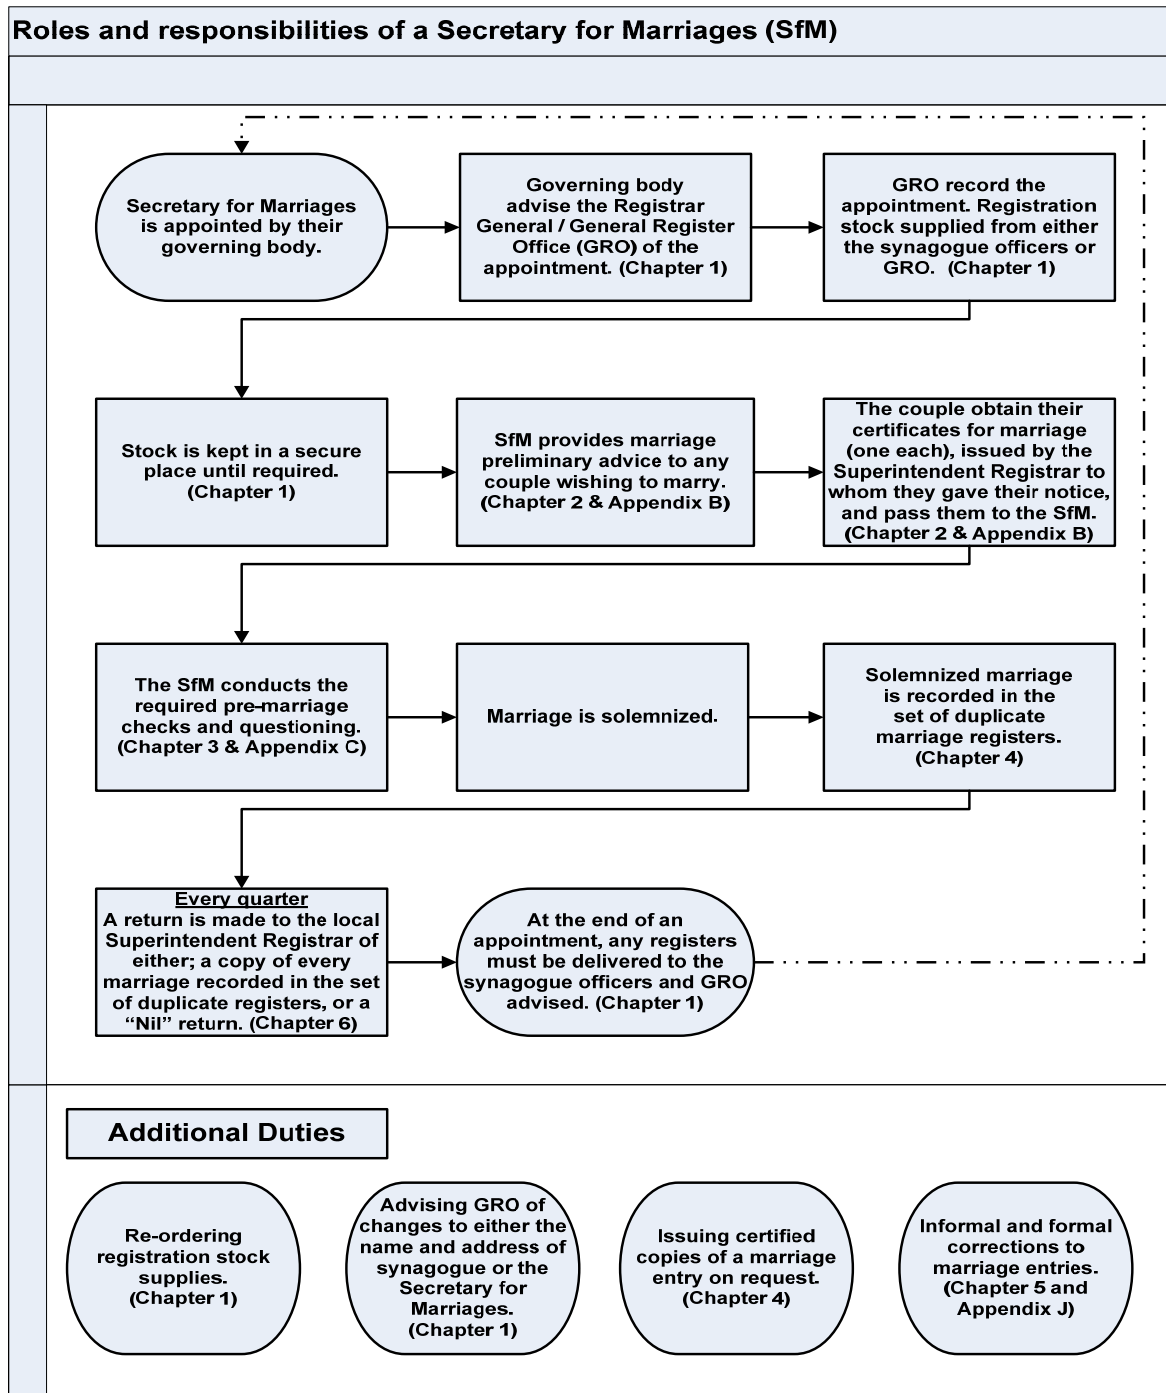 Roles and responsibilities of a Secretary for Marriages (SfM)
Secretary for Marriages
is appointed by their
governing body.
Governing body
advise the Registrar
General / General Register
Office (GRO) of the
appointment. (Chapter 1)
GRO record the
appointment. Registration
stock supplied from either
the synagogue officers or
GRO. (Chapter 1)
Stock is kept in a secure
place until required.
(Chapter 1)
SfM provides marriage
preliminary advice to any
couple wishing to marry.
(Chapter 2 & Appendix B)
The couple obtain their
certificates for marriage
(one each), issued by the
Superintendent Registrar to
whom they gave their notice,
and pass them to the SfM.
(Chapter 2 & Appendix B)
The SfM conducts the
required pre-marriage
checks and questioning.
(Chapter 3 & Appendix C)
Marriage is solemnized.
Solemnized marriage
is recorded in the
set of duplicate
marriage registers.
(Chapter 4)
Every quarter
A return is made to the local
Superintendent Registrar of
either; a copy of every
marriage recorded in the set
of duplicate registers, or a
“Nil” return. (Chapter 6)
At the end of an
appointment, any registers
must be delivered to the
synagogue officers and GRO
advised. (Chapter 1)
Additional Duties
Re-ordering
registration stock
supplies.
(Chapter 1)
Advising GRO of
changes to either the
name and address of
synagogue or the
Secretary for
Marriages.
(Chapter 1)
Issuing certified
copies of a marriage
entry on request.
(Chapter 4)
Informal and formal
corrections to
marriage entries.
(Chapter 5 and
Appendix J)